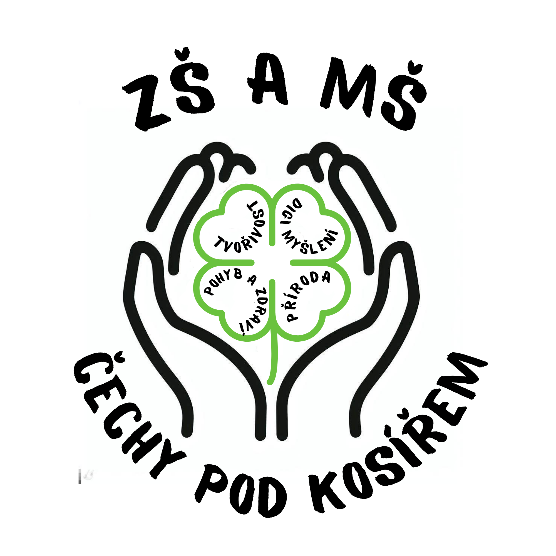 ZŠ A MŠ
TVOŘIVOST
DIGI MYŠLENÍ
POHYB A ZDRAVÍ
PŘÍRODA
ČECHY POD KOSÍŘEM